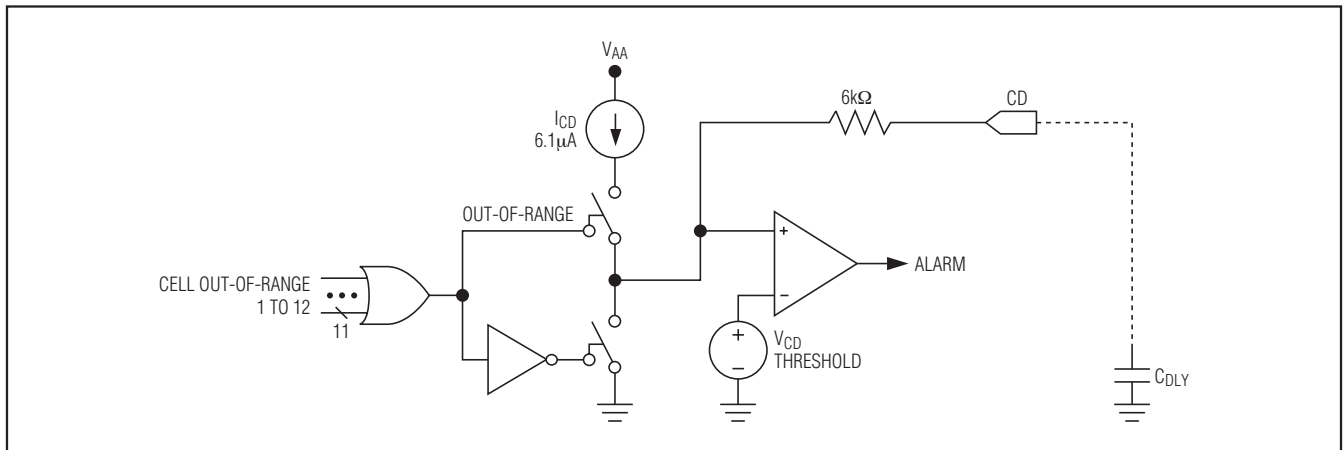 VAA
6kΩ
CD
ICD
6.1μA
OUT-OF-RANGE
+
ALARM
CELL OUT-OF-RANGE
1 TO 12
11
−
+
−
VCD
THRESHOLD
CDLY